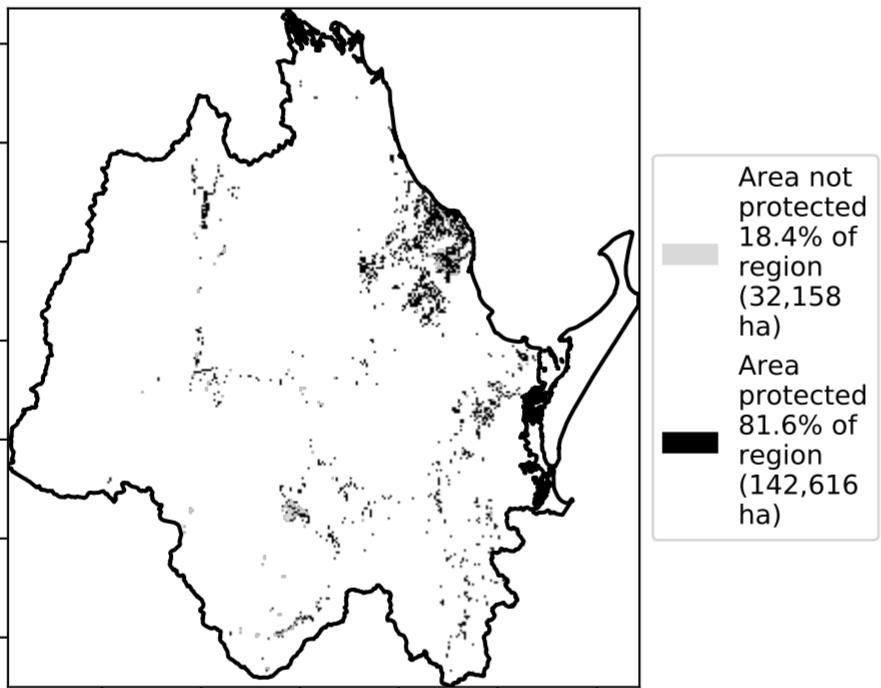 Area not
protected
18.4% of
region
(32,158
ha)
Area
protected
81.6% of
region
(142,616
ha)